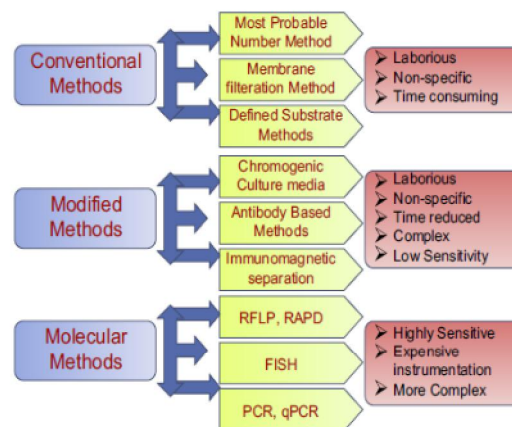 Conventional
Methods
Most Probable
Number Method
Membrane
filteration Method
Defined Substrate
Methods
➢ Laborious
➢ Non-specific
➢ Time consuming
Modified
Methods
Chromogenic
Culture media
Antibody Based
Methods
Immunomagnetic
separation
➢ Laborious
➢ Non-specific
➢ Time reduced
➢ Complex
➢ Low Sensitivity
Molecular
Methods
RFLP, RAPD
FISH
PCR, qPCR
➢ Highly Sensitive
➢ Expensive
instrumentation
➢ More Complex